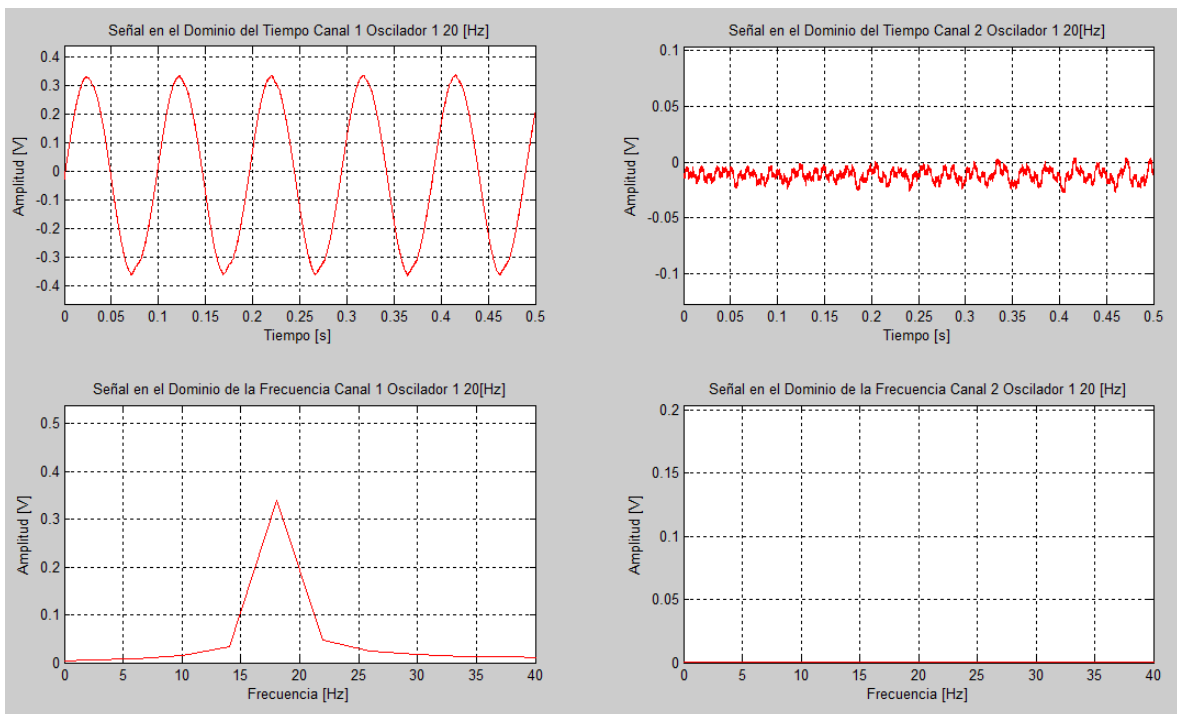 Señal en el Dominio del Tiempo Canal 1 Oscilador 1 20 [Hz]
Amplitud [V]
0.4
0.3
0.2
0.1
0
-0.1
-0.2
-0.3
-0.4
0 0.05 0.1 0.15 0.2 0.25 0.3 0.35 0.4 0.45 0.5
Tiempo [s]
Señal en el Dominio del Tiempo Canal 2 Oscilador 1 20[Hz]
Amplitud [V]
0.1
0.05
0
-0.05
-0.1
0 0.05 0.1 0.15 0.2 0.25 0.3 0.35 0.4 0.45 0.5
Tiempo [s]
Señal en el Dominio de la Frecuencia Canal 1 Oscilador 1 20[Hz]
Amplitud [V]
0.5
0.4
0.3
0.2
0.1
0
0 5 10 15 20 25 30 35 40
Frecuencia [Hz]
Señal en el Dominio de la Frecuencia Canal 2 Oscilador 1 20 [Hz]
Amplitud [V]
0.2
0.15
0.1
0.05
0
0 5 10 15 20 25 30 35 40
Frecuencia [Hz]